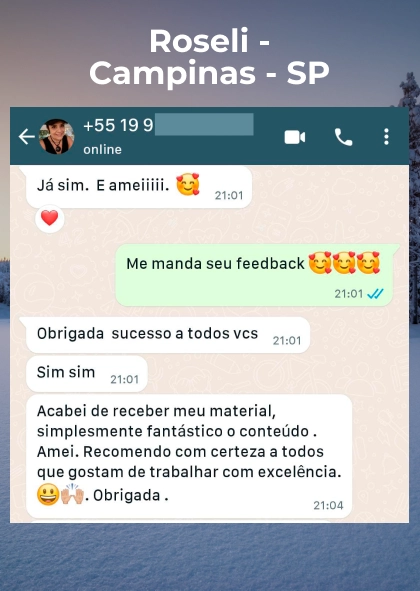 Roseli -
Campinas - SP
+55 19 9
online
Já sim. E ameiiiii. 🥰
21:01
Me manda seu feedback 🥰🥰🥰
21:01
Obrigada sucesso a todos vcs
21:01
Sim sim
21:01
Acabei de receber meu material,
simplesmente fantástico o conteúdo .
Amei. Recomendo com certeza a todos
que gostam de trabalhar com excelência.
😃🙌🏼. Obrigada .
21:04